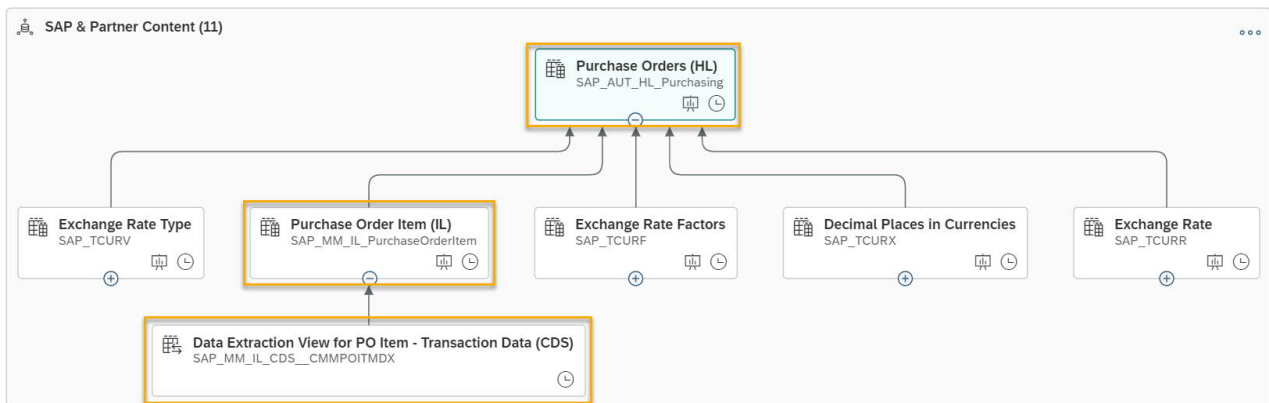 SAP & Partner Content (11)
Purchase Orders (HL)
SAP_AUT_HL_Purchasing
Exchange Rate Type
SAP_TCURV
Purchase Order Item (IL)
SAP_MM_IL_PurchaseOrderItem
Exchange Rate Factors
SAP_TCURF
Decimal Places in Currencies
SAP_TCURX
Exchange Rate
SAP_TCURR
Data Extraction View for PO Item - Transaction Data (CDS)
SAP_MM_IL_CDS__CMMPOITMDX